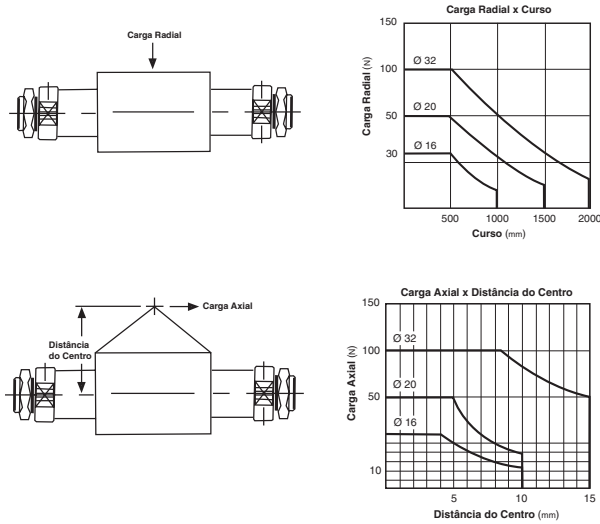 Carga Radial
Carga Radial x Curso
150
100
50
30
Carga Radial (N)
Ø 32
Ø 20
Ø 16
500
1000
1500
2000
Curso (mm)
Carga Axial
Distância
do Centro
Carga Axial x Distância do Centro
150
100
50
10
Carga Axial (N)
Ø 32
Ø 20
Ø 16
5
10
15
Distância do Centro (mm)